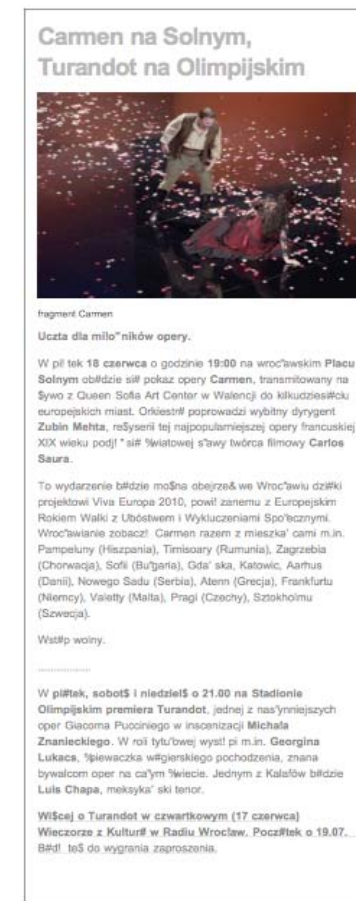 Carmen na Solnym,
Turandot na Olimpijskim
fragment Carmen
Uczta dla milo"ników opery.
W pi! tek 18 czerwca o godzinie 19:00 na wroc"awskim Placu
Solnym ob#dzie si# pokaz opery Carmen, transmitowany na
$ywo z Queen Sofia Art Center w Walencji do kilkudziesi#ciu
europejskich miast. Orkiestr# poprowadzi wybitny dyrygent
Zubin Mehta, re$yserii tej najpopularniejszej opery francuskiej
XIX wieku podj! " si# %wiatowej s"awy twórca filmowy Carlos
Saura.
To wydarzenie b#dzie mo$na obejrze& we Wroc"awiu dzi#ki
projektowi Viva Europa 2010, powi! zanemu z Europejskim
Rokiem Walki z Ubóstwem i Wykluczeniami Spo"ecznymi.
Wroc"awianie zobacz! Carmen razem z mieszka' cami m.in.
Pampeluny (Hiszpania), Timisoary (Rumunia), Zagrzebia
(Chorwacja), Sofii (Bu"garia), Gda' ska, Katowic, Aarhus
(Danii), Nowego Sadu (Serbia), Atenn (Grecja), Frankfurtu
(Niemcy), Valetty (Malta), Pragi (Czechy), Sztokholmu
(Szwecja).
Wst#p wolny.
................
W pi#tek, sobot$ i niedziel$ o 21.00 na Stadionie
Olimpijskim premiera Turandot, jednej z nas"ynniejszych
oper Giacoma Pucciniego w inscenizacji Michala
Znanieckiego. W roli tytu"owej wyst! pi m.in. Georgina
Lukacs, %piewaczka w#gierskiego pochodzenia, znana
bywalcom oper na ca"ym %wiecie. Jednym z Kalafów b#dzie
Luis Chapa, meksyka' ski tenor.
Wi$cej o Turandot w czwartkowym (17 czerwca)
Wieczorze z Kultur# w Radiu Wroclaw. Pocz#tek o 19.07.
B#d! te$ do wygrania zaproszenia.